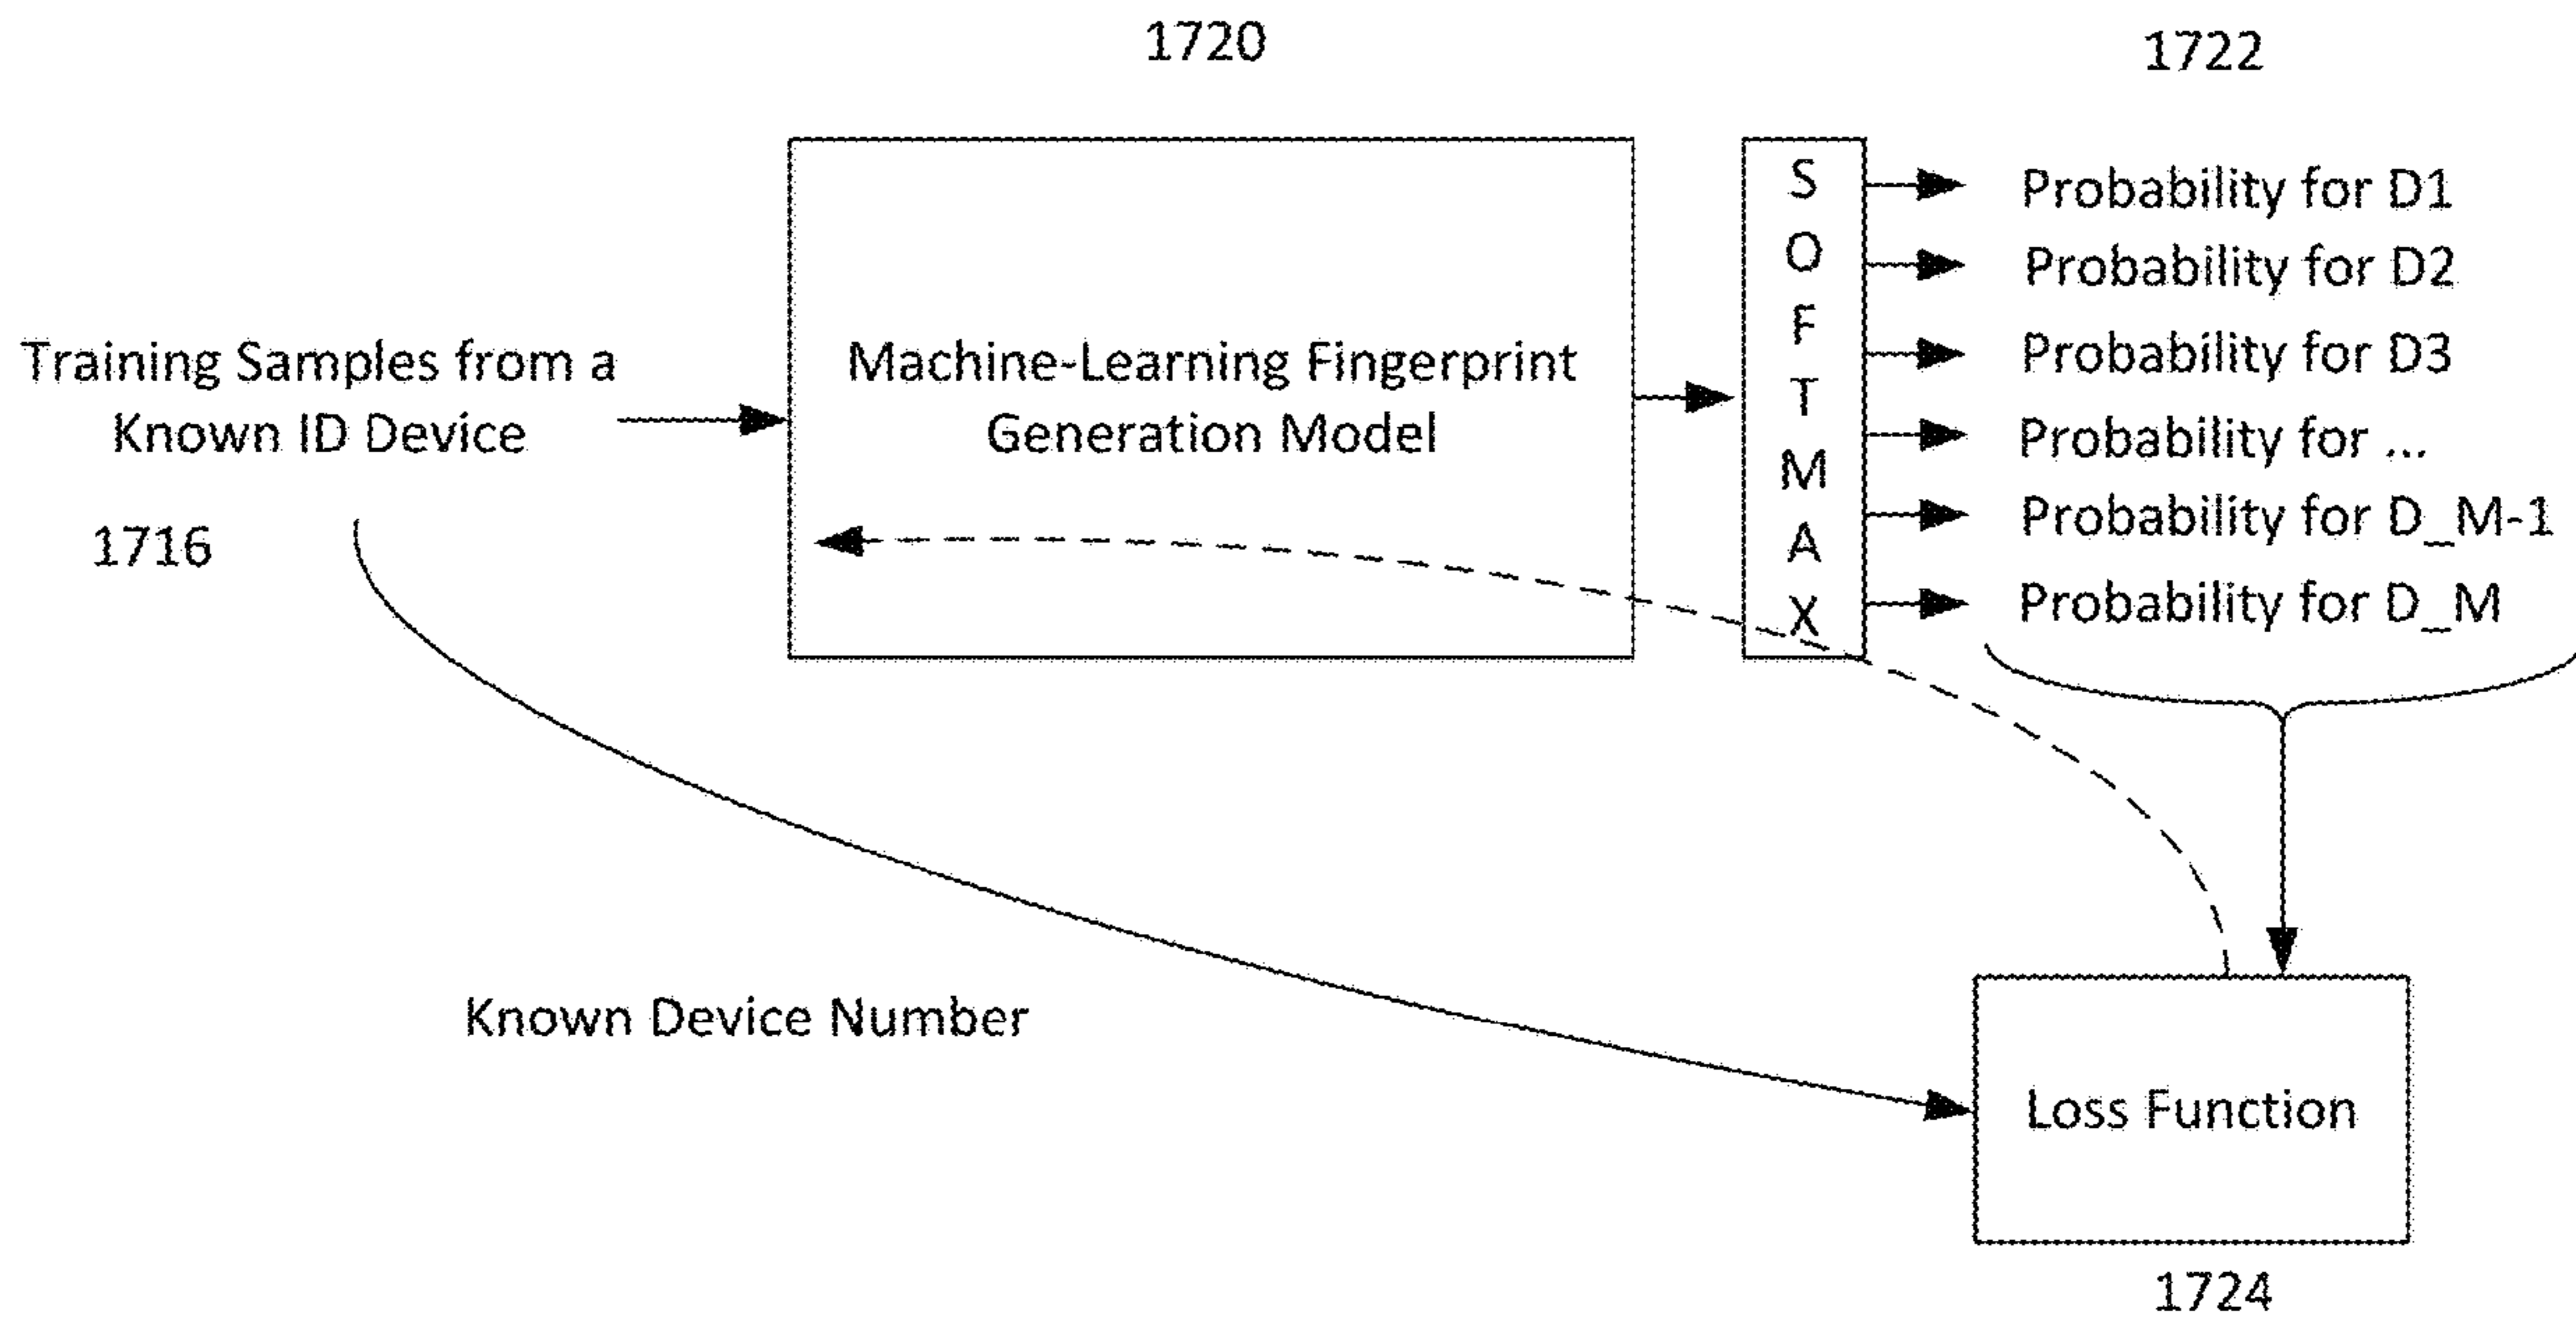 1720
1722
Training Samples from a
Known ID Device
1716
Machine-Learning Fingerprint
Generation Model
S
O
F
T
M
A
X
Probability for D1
Probability for D2
Probability for D3
Probability for ...
Probability for D_M-1
Probability for D_M
Known Device Number
Loss Function
1724